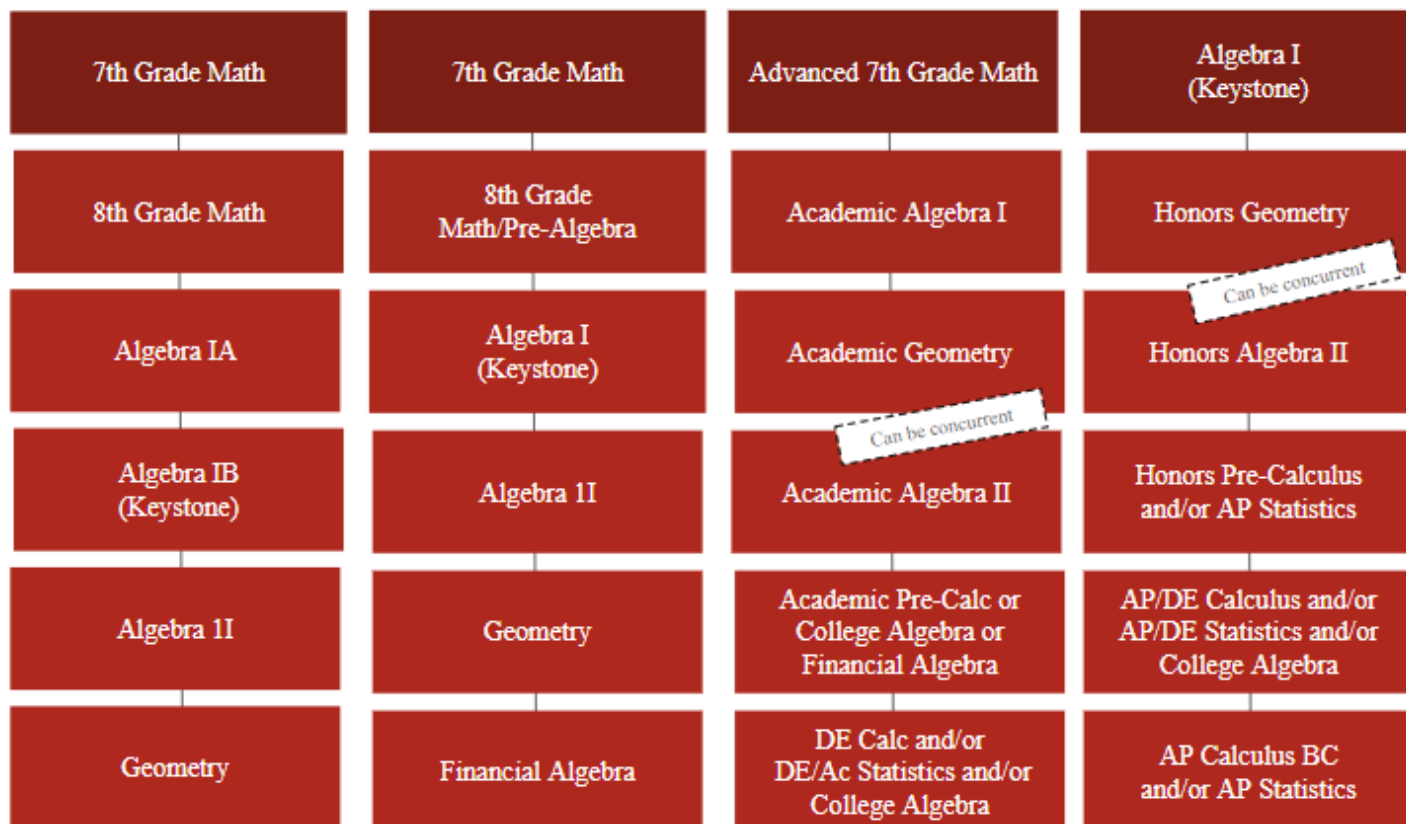 7th Grade Math
8th Grade Math
Algebra IA
Algebra IB
(Keystone)
Algebra 1I
Geometry
7th Grade Math
8th Grade
Math/Pre-Algebra
Algebra I
(Keystone)
Algebra 1I
Geometry
Financial Algebra
Advanced 7th Grade Math
Academic Algebra I
Academic Geometry
Can be concurrent
Academic Algebra II
Academic Pre-Calc or
College Algebra or
Financial Algebra
DE Calc and/or
DE/Ac Statistics and/or
College Algebra
Algebra I
(Keystone)
Honors Geometry
Can be concurrent
Honors Algebra II
Honors Pre-Calculus
and/or AP Statistics
AP/DE Calculus and/or
AP/DE Statistics and/or
College Algebra
AP Calculus BC
and/or AP Statistics